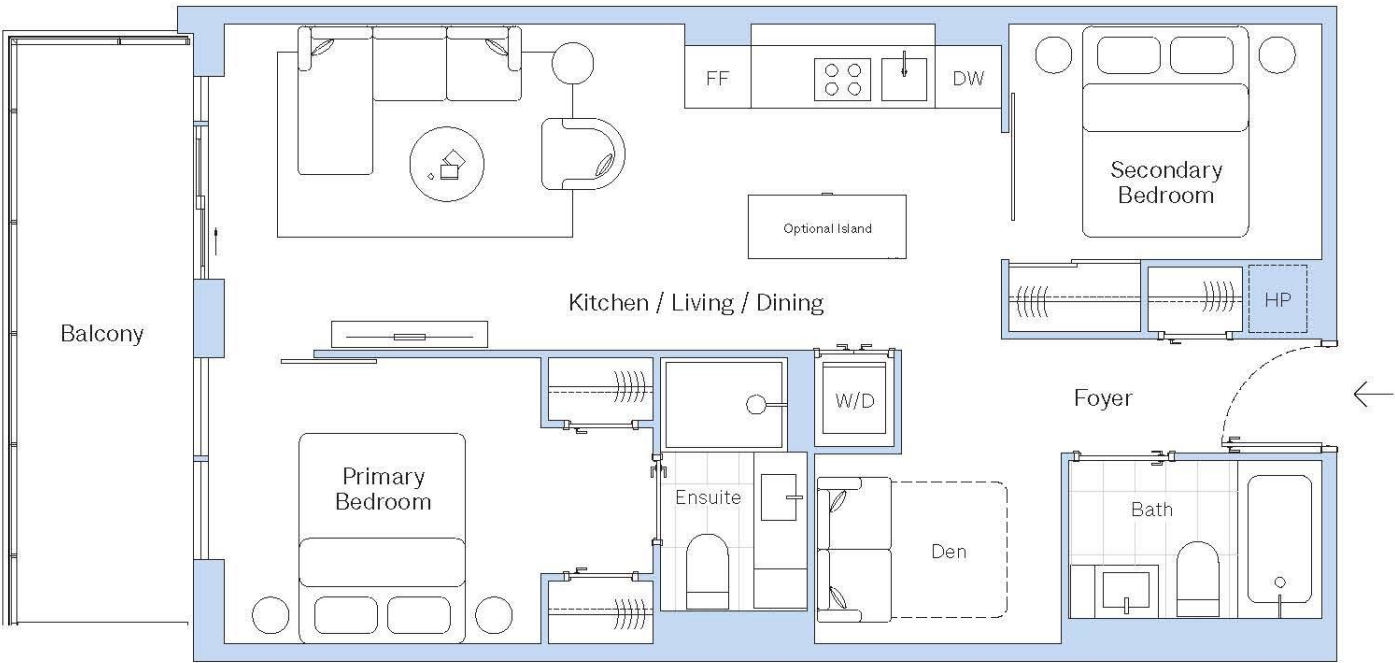 FF
DW
Secondary
Bedroom
Optional Island
Kitchen / Living / Dining
HP
Balcony
W/D
Foyer
Primary
Bedroom
Ensuite
Bath
Den